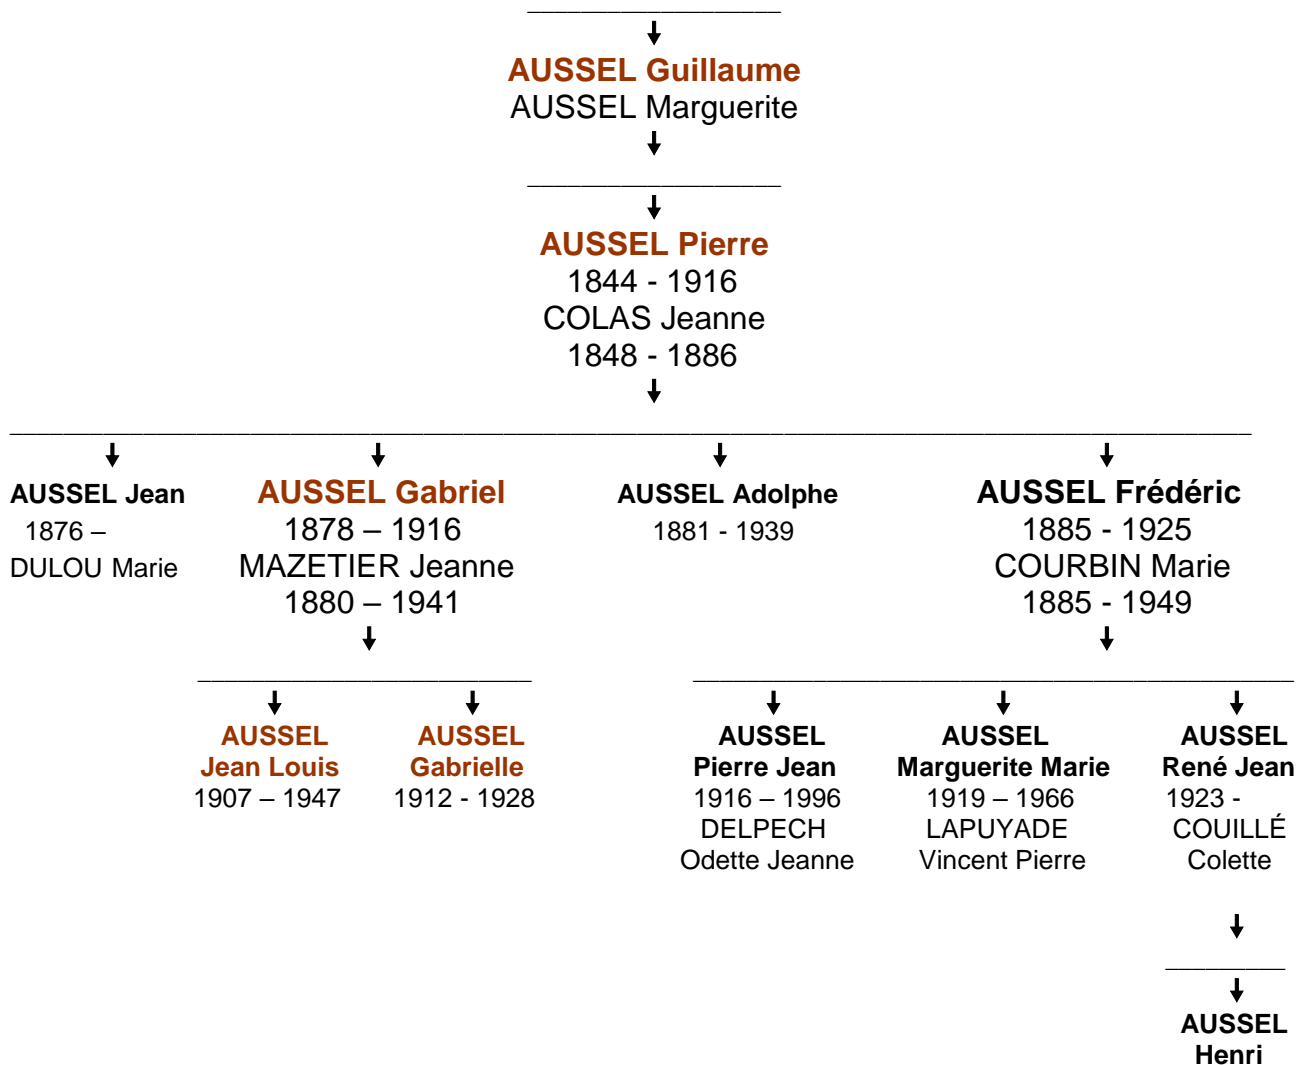 AUSSEL Guillaume
AUSSEL Marguerite
AUSSEL Pierre
1844 - 1916
COLAS Jeanne
1848 - 1886
AUSSEL Jean
1876 –
DULOU Marie
AUSSEL Gabriel
1878 – 1916
MAZETIER Jeanne
1880 – 1941
AUSSEL Adolphe
1881 - 1939
AUSSEL Frédéric
1885 - 1925
COURBIN Marie
1885 - 1949
AUSSEL
Jean Louis
1907 – 1947
AUSSEL
Gabrielle
1912 - 1928
AUSSEL
Pierre Jean
1916 – 1996
DELPECH
Odette Jeanne
AUSSEL
Marguerite Marie
1919 – 1966
LAPUYADE
Vincent Pierre
AUSSEL
René Jean
1923 -
COUILLÉ
Colette
AUSSEL
Henri